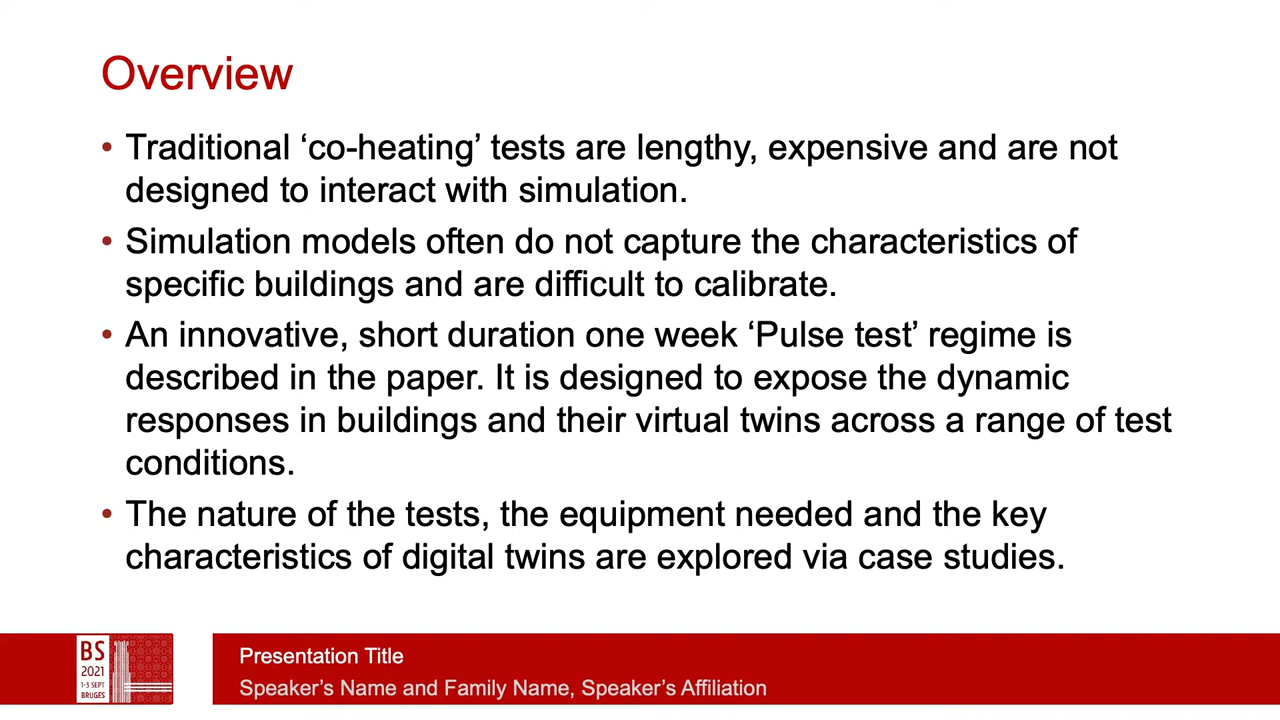 Overview
• Traditional ‘co-heating’ tests are lengthy, expensive and are not
designed to interact with simulation.
• Simulation models often do not capture the characteristics of
specific buildings and are difficult to calibrate.
• An innovative, short duration one week ‘Pulse test’ regime is
described in the paper. It is designed to expose the dynamic
responses in buildings and their virtual twins across a range of test
conditions.
• The nature of the tests, the equipment needed and the key
characteristics of digital twins are explored via case studies.
BS
2021
1-3 SEPT
BRUGES
Presentation Title
Speaker’s Name and Family Name, Speaker’s Affiliation